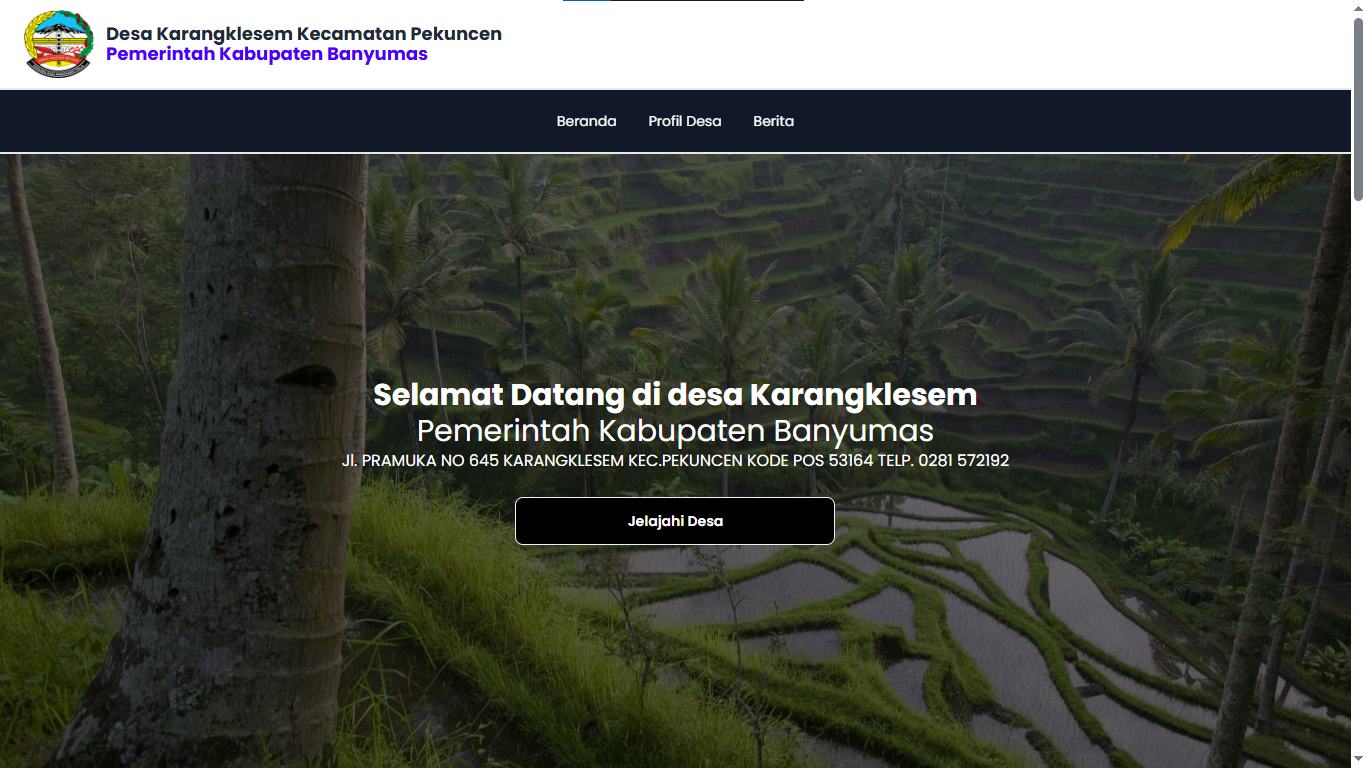 Desa Karangklesem Kecamatan Pekuncen
Pemerintah Kabupaten Banyumas
Beranda Profil Desa Berita
Selamat Datang di desa Karangklesem
Pemerintah Kabupaten Banyumas
Jl. PRAMUKA NO 645 KARANGKLESEM KEC.PEKUNCEN KODE POS 53164 TELP. 0281 572192
Jelajahi Desa